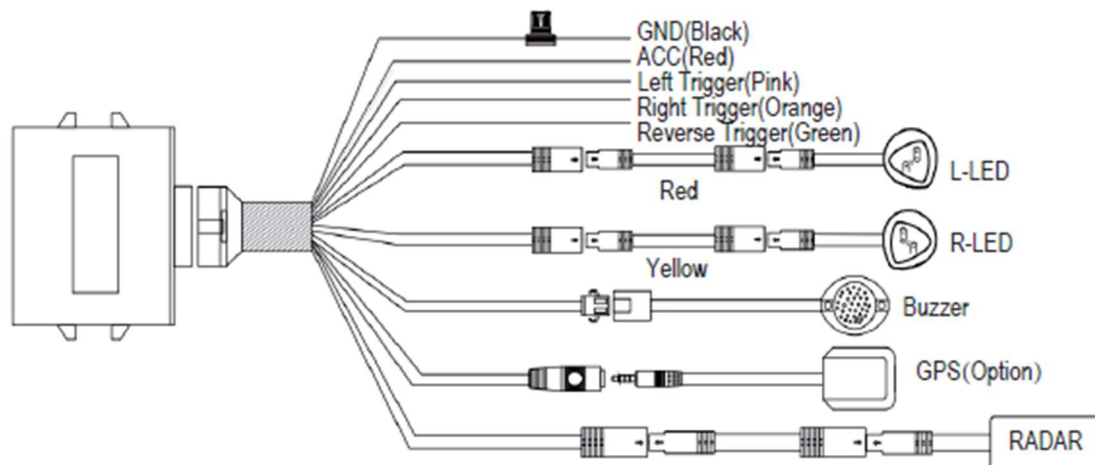 GND(Black)
ACC(Red)
Left Trigger(Pink)
Right Trigger(Orange)
Reverse Trigger(Green)
L-LED
Red
R-LED
Yellow
Buzzer
GPS(Option)
RADAR